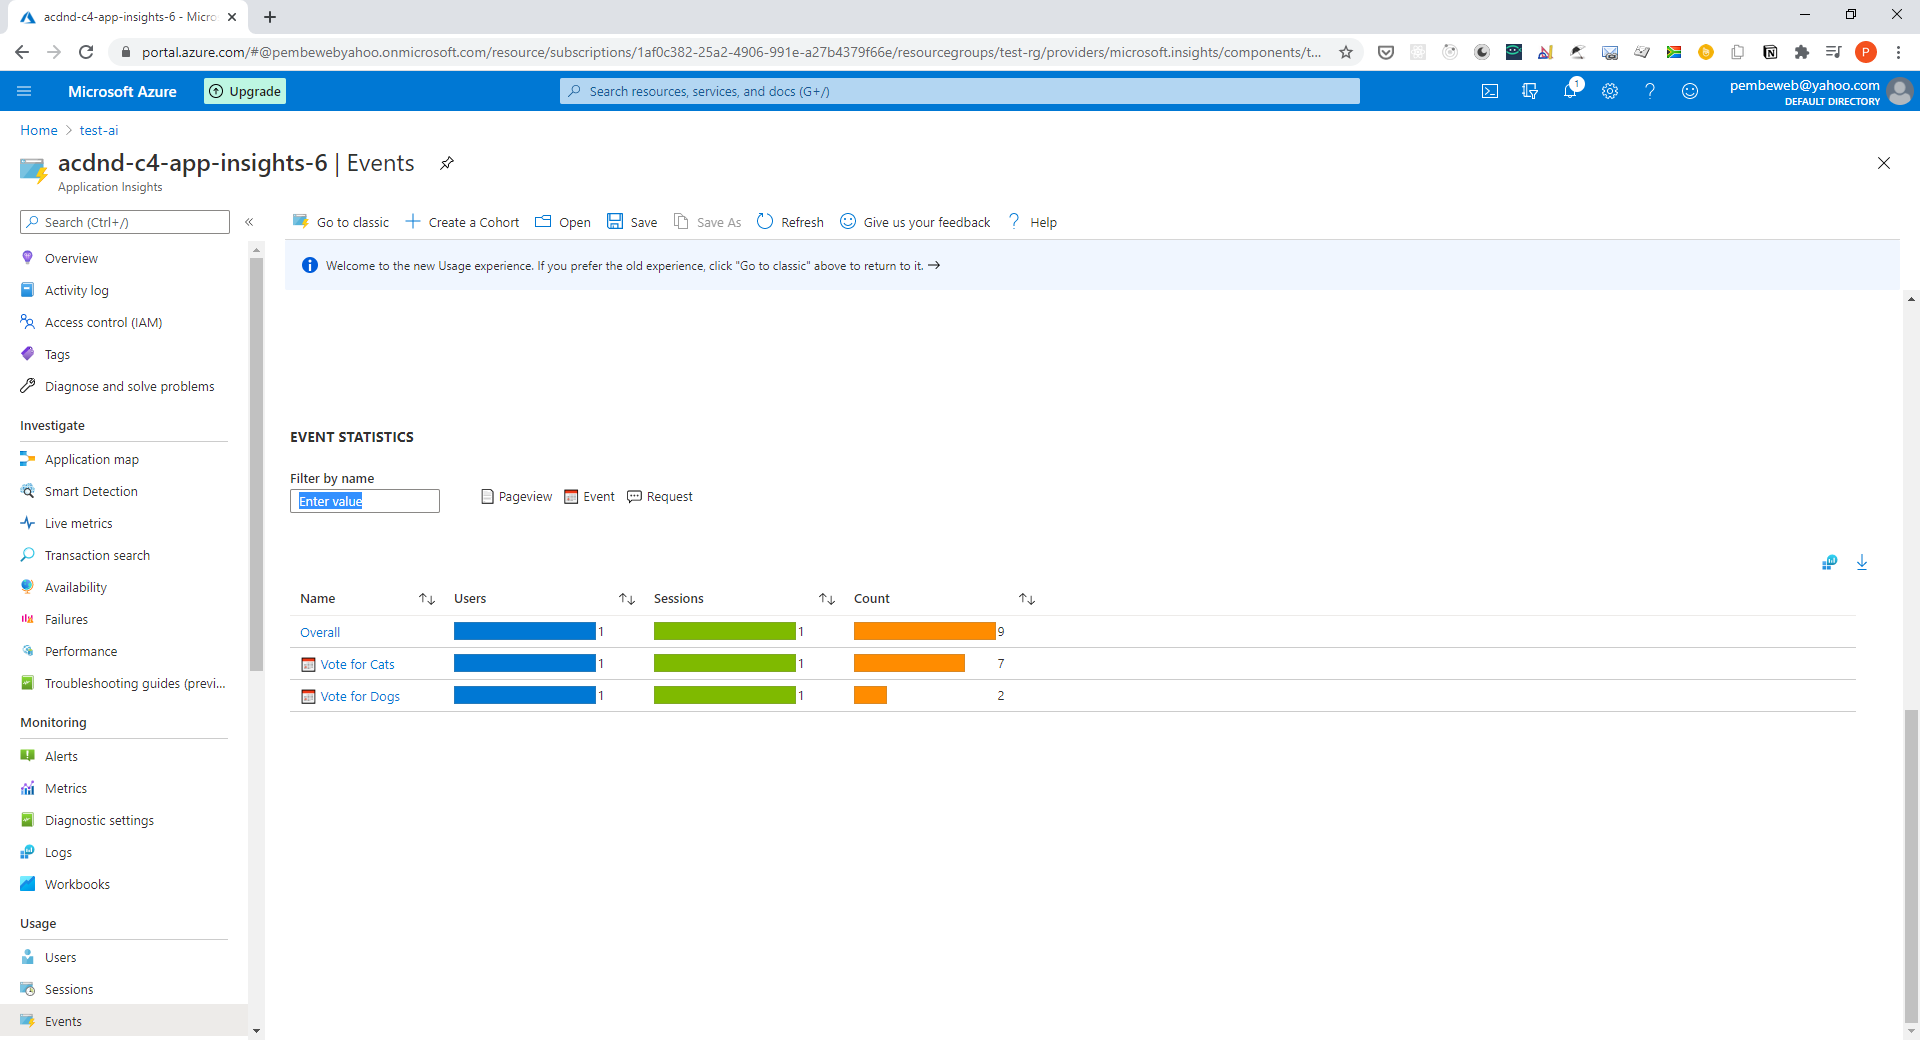 acdnd-c4-app-insights-6 - Micro
portal.azure.com/#@pembewebyahoo.onmicrosoft.com/resource/subscriptions/1af0c382-25a2-4906-991e-a27b4379f66e/resourcegroups/test-rg/providers/microsoft.insights/components/t...
P
Microsoft Azure
Upgrade
Search resources, services, and docs (G+/)
1
pembeweb@yahoo.com
DEFAULT DIRECTORY
Home > test-ai
acdnd-c4-app-insights-6 | Events
Application Insights
Search (Ctrl+/)
«
Go to classic
Create a Cohort
Open
Save
Save As
Refresh
Give us your feedback
? Help
Welcome to the new Usage experience. If you prefer the old experience, click "Go to classic" above to return to it. →
Overview
Activity log
Access control (IAM)
Tags
Diagnose and solve problems
Investigate
Application map
Smart Detection
Live metrics
Transaction search
Availability
Failures
Performance
Troubleshooting guides (previ...
Monitoring
Alerts
Metrics
Diagnostic settings
Logs
Workbooks
Usage
Users
Sessions
Events
EVENT STATISTICS
Filter by name
Enter value
Pageview
Event
Request
Name ↑↓ Users ↑↓ Sessions ↑↓ Count ↑↓
Overall 1 1 9
Vote for Cats 1 1 7
Vote for Dogs 1 1 2